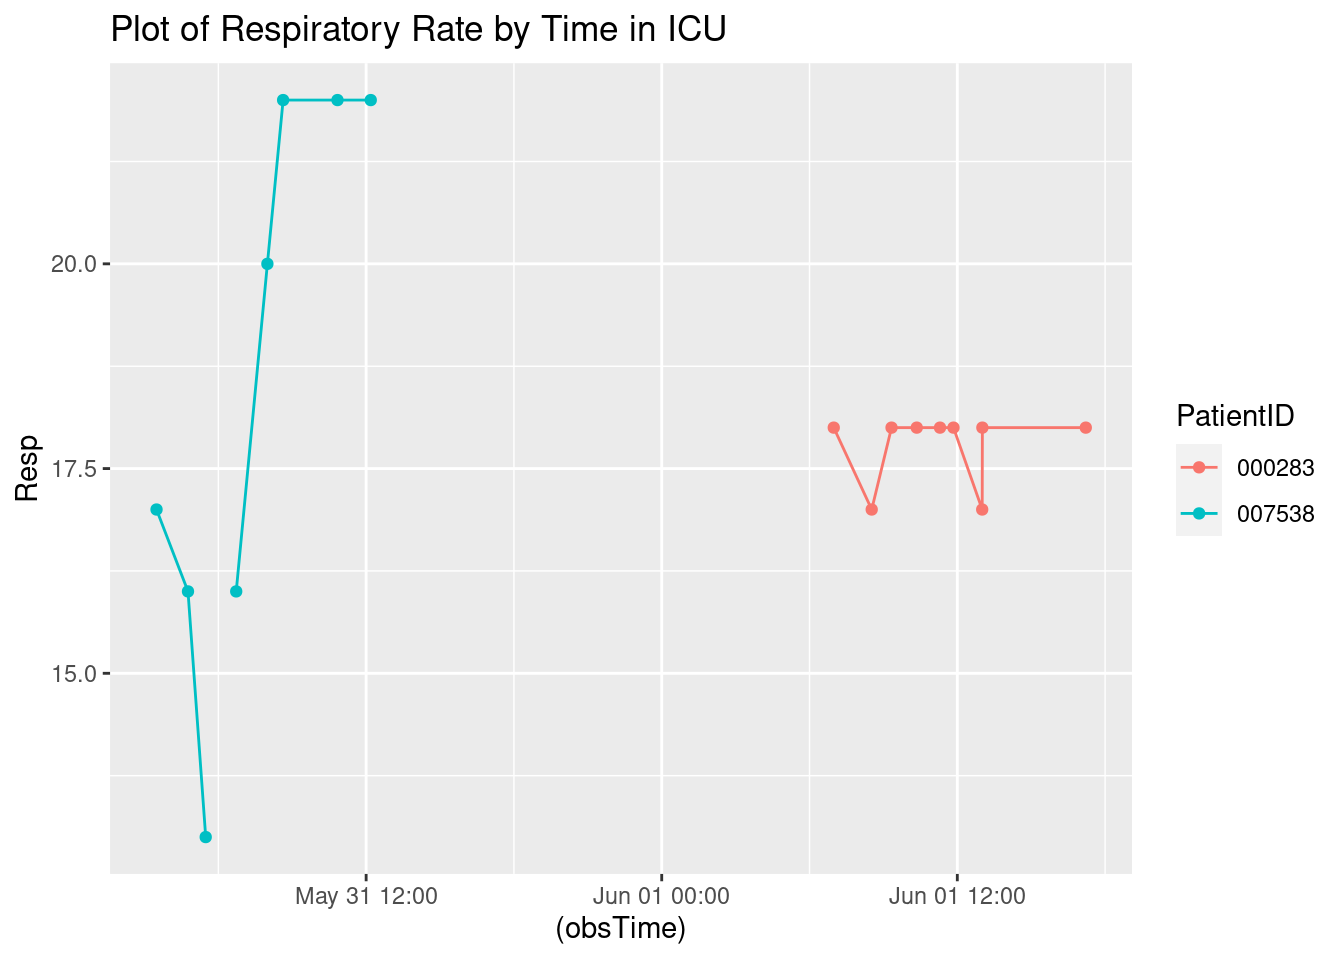 Plot of Respiratory Rate by Time in ICU
Resp
20.0
17.5
15.0
May 31 12:00
Jun 01 00:00
Jun 01 12:00
(obsTime)
PatientID
000283
007538